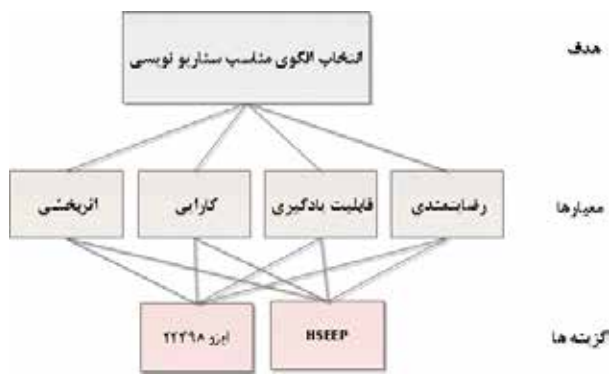 هدف
انتخاب الگوی مناسب سناریو نویسی
معیارها
رضایتمندی
قابلیت یادگیری
کارایی
اثربخشی
گزینه ها
HSEEP
ایزو ۲۲۳۹۸